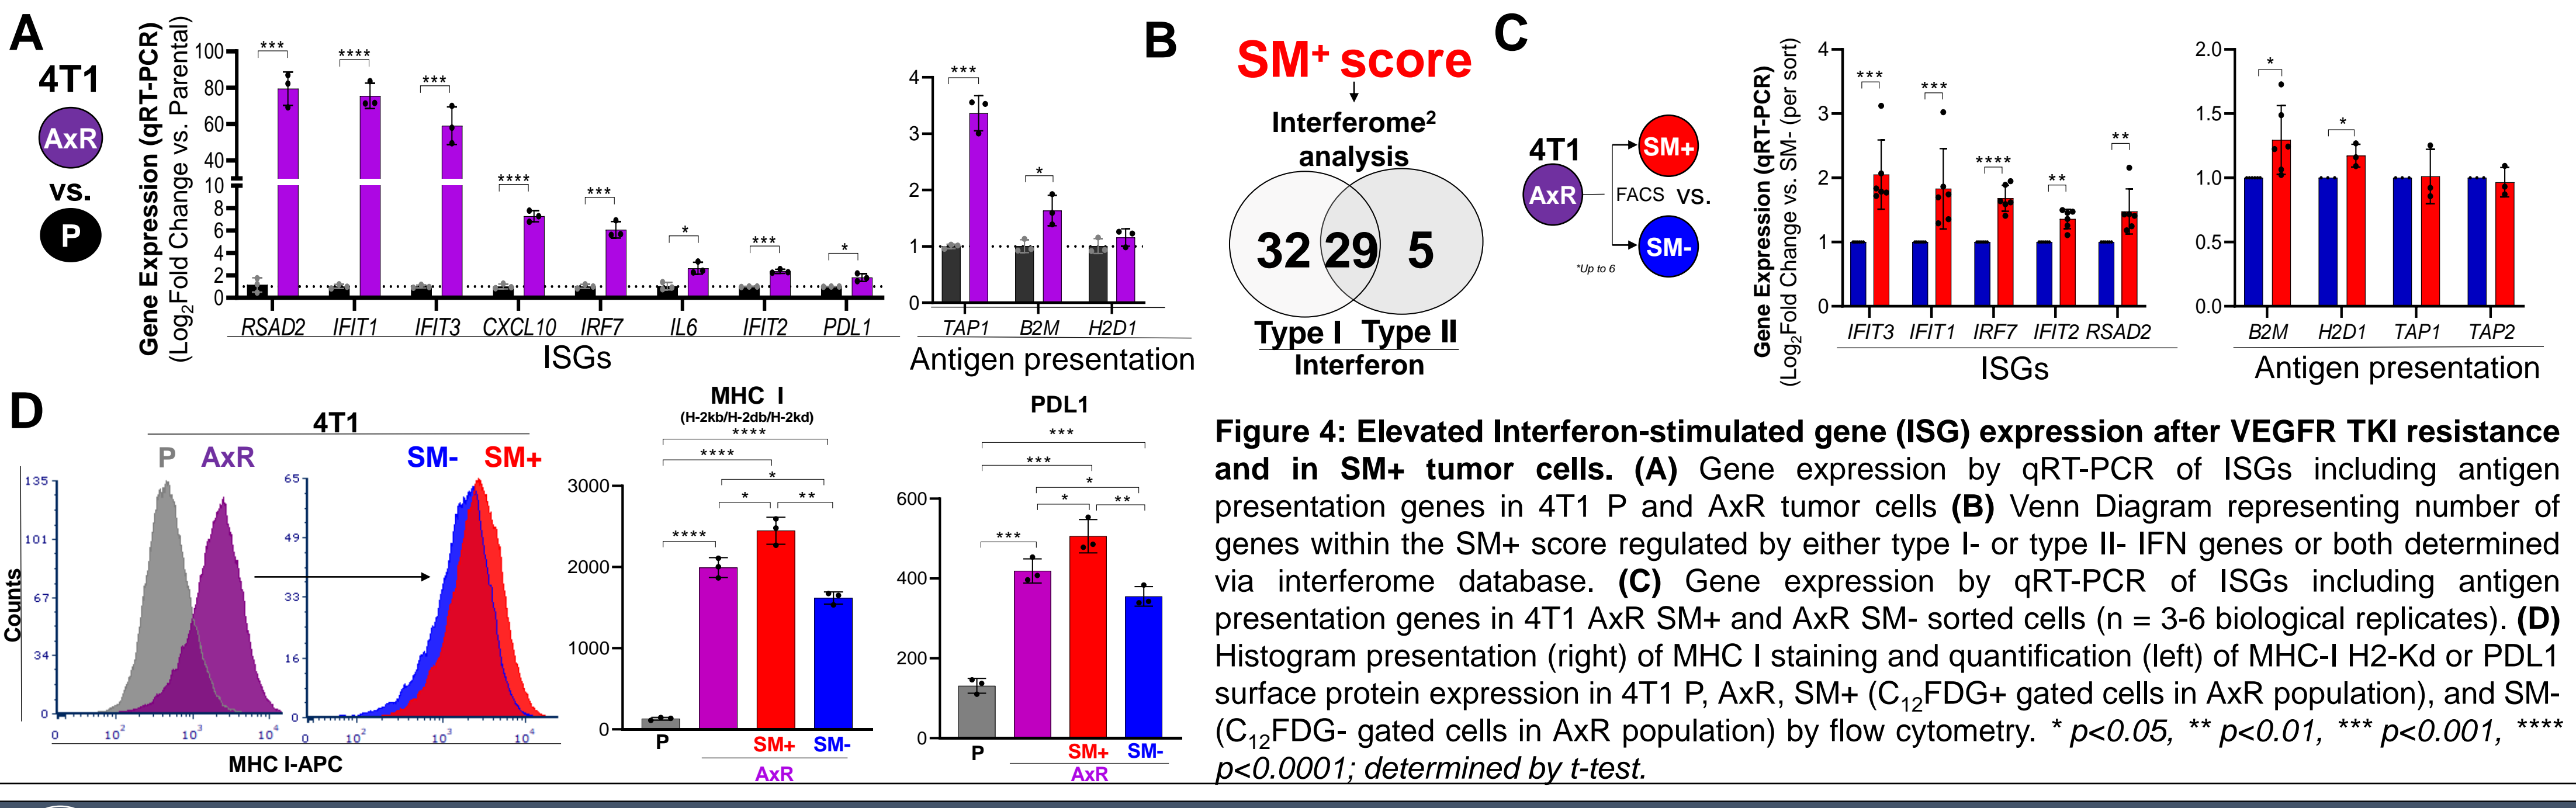 A
4T1
AxR
vs.
P
Gene Expression (qRT-PCR)
(Log2Fold Change vs. Parental)
100
80
60
40
10
8
6
4
2
0
***
****
***
****
***
*
***
*
RSAD2 IFIT1 IFIT3 CXCL10 IRF7 IL6 IFIT2 PDL1
ISGs
4
3
2
1
0
***
*
TAP1 B2M H2D1
Antigen presentation
B
SM+ score
Interferome2
analysis
32 29 5
Type I Type II
Interferon
C
4T1
AxR
FACS
SM+
vs.
SM-
*Up to 6
Gene Expression (qRT-PCR)
(Log2Fold Change vs. SM- (per sort)
4
3
2
1
0
***
***
****
**
**
IFIT3 IFIT1 IRF7 IFIT2 RSAD2
ISGs
2.0
1.5
1.0
0.5
0.0
*
*
B2M H2D1 TAP1 TAP2
Antigen presentation
D
4T1
P AxR
SM- SM+
Counts
135
101
67
34
0
0 102 103 104
65
49
33
16
0
0 102 103 104
MHC I-APC
MHC I
(H-2kb/H-2db/H-2kd)
****
****
*
* **
****
3000
2000
1000
0
P SM+ SM-
AxR
PDL1
***
***
*
* **
***
600
400
200
0
P SM+ SM-
AxR
Figure 4: Elevated Interferon-stimulated gene (ISG) expression after VEGFR TKI resistance
and in SM+ tumor cells. (A) Gene expression by qRT-PCR of ISGs including antigen
presentation genes in 4T1 P and AxR tumor cells (B) Venn Diagram representing number of
genes within the SM+ score regulated by either type I- or type II- IFN genes or both determined
via interferome database. (C) Gene expression by qRT-PCR of ISGs including antigen
presentation genes in 4T1 AxR SM+ and AxR SM- sorted cells (n = 3-6 biological replicates). (D)
Histogram presentation (right) of MHC I staining and quantification (left) of MHC-I H2-Kd or PDL1
surface protein expression in 4T1 P, AxR, SM+ (C12FDG+ gated cells in AxR population), and SM-
(C12FDG- gated cells in AxR population) by flow cytometry. * p<0.05, ** p<0.01, *** p<0.001, ****
p<0.0001; determined by t-test.